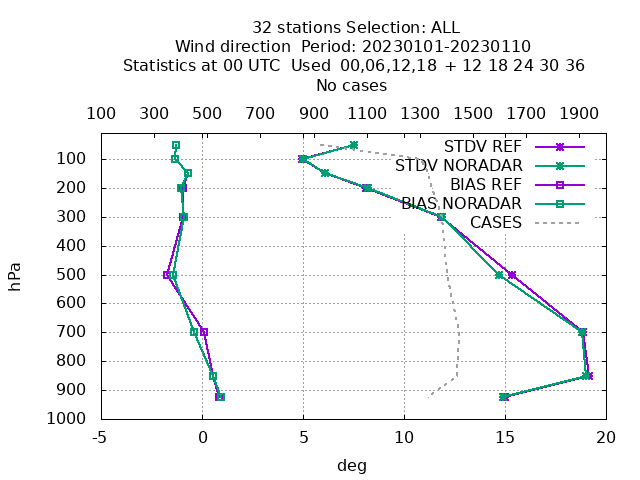 32 stations Selection: ALL
Wind direction  Period: 20230101-20230110
Statistics at 00 UTC  Used  00,06,12,18  + 12 18 24 30 36
No cases
100 300 500 700 900 1100 1300 1500 1700 1900
STDV REF
STDV NORADAR
BIAS REF
BIAS NORADAR
CASES
100
200
300
400
500
600
700
800
900
1000
hPa
-5 0 5 10 15 20
deg